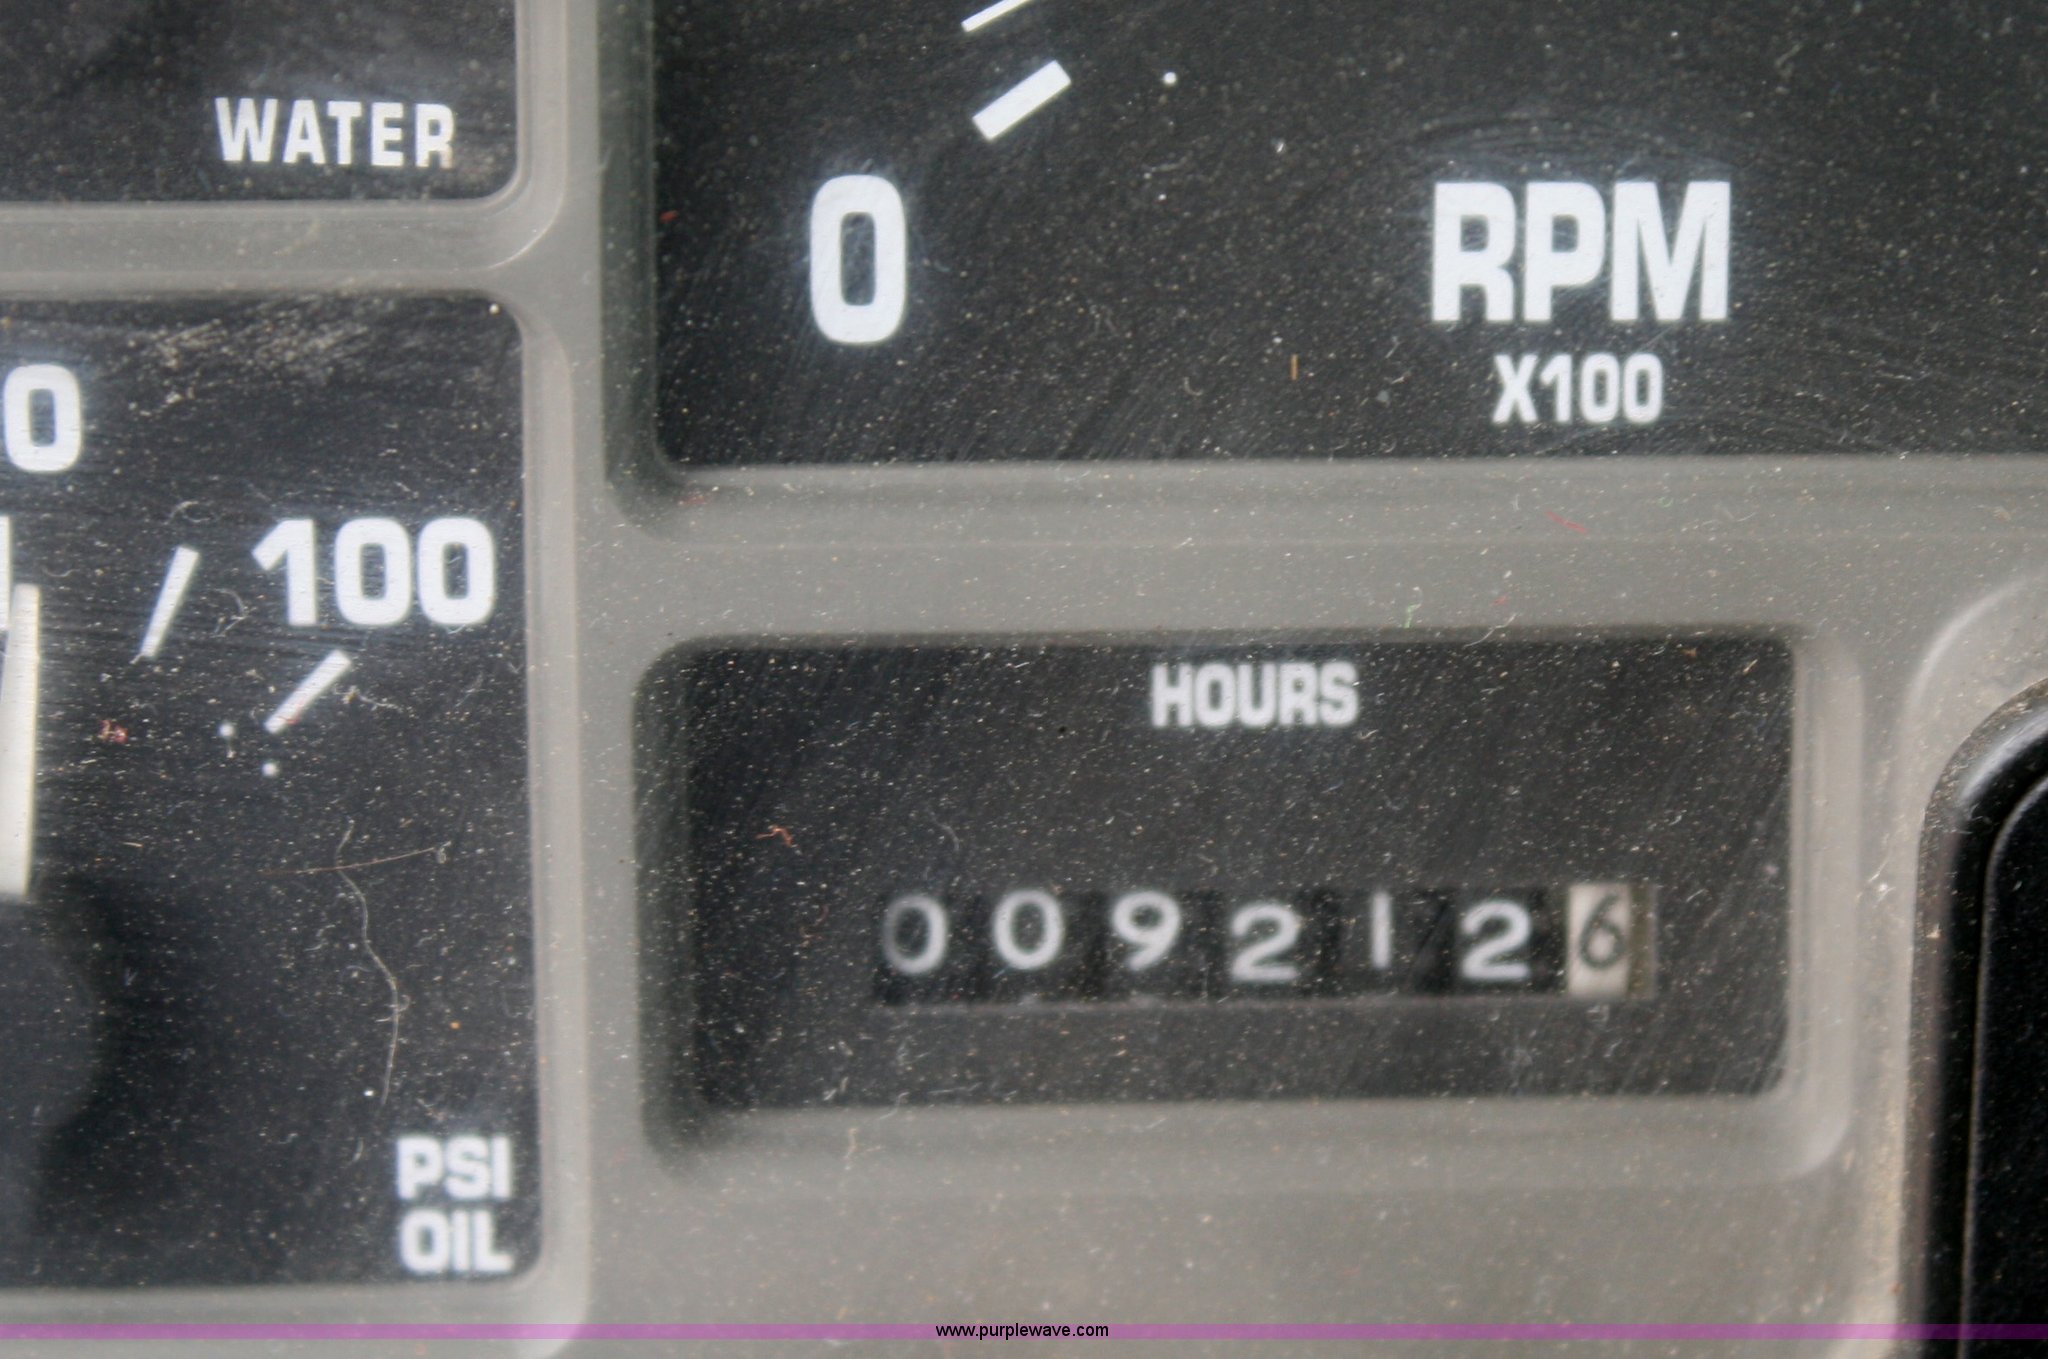 WATER
0
RPM
X100
0
100
HOURS
0092126
PSI
OIL
www.purplewave.com